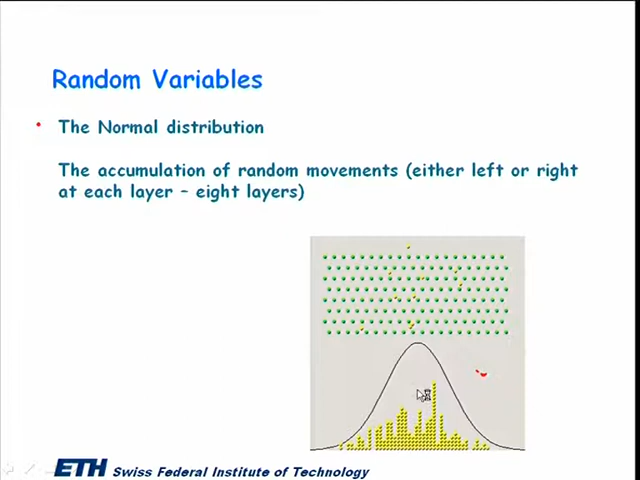 Random Variables
The Normal distribution
The accumulation of random movements (either left or right
at each layer – eight layers)
ETH Swiss Federal Institute of Technology